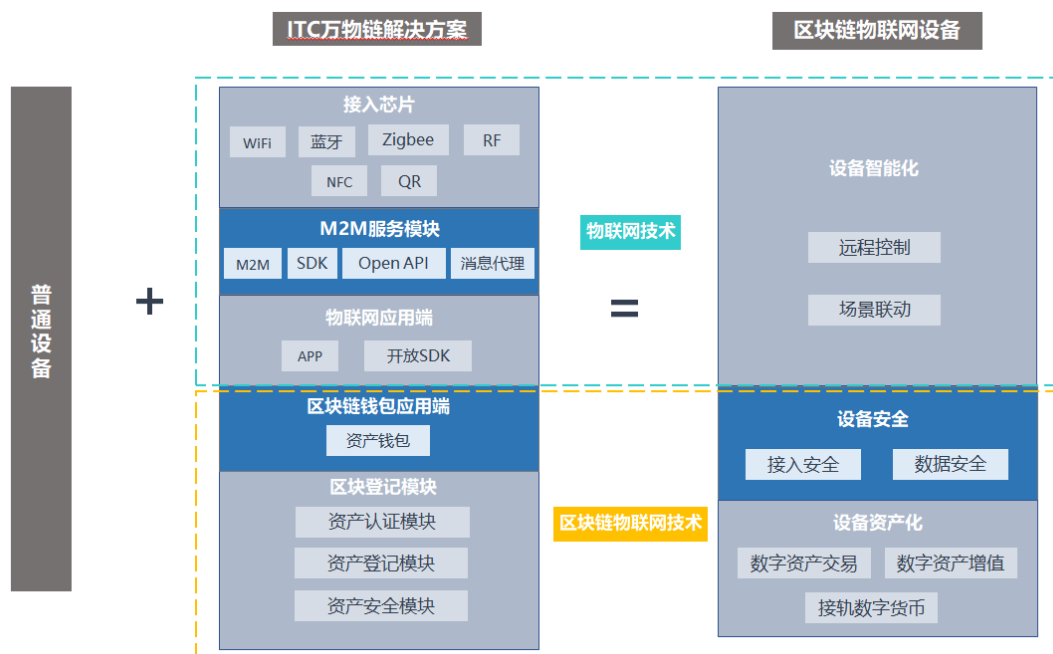 ITC万物链解决方案
区块链物联网设备
普通设备
+
接入芯片
WiFi 蓝牙 Zigbee RF
NFC QR
M2M服务模块
M2M SDK Open API 消息代理
物联网应用端
APP 开放SDK
区块链钱包应用端
资产钱包
区块登记模块
资产认证模块
资产登记模块
资产安全模块
物联网技术
=
区块链物联网技术
设备智能化
远程控制
场景联动
设备安全
接入安全 数据安全
设备资产化
数字资产交易 数字资产增值
接轨数字货币